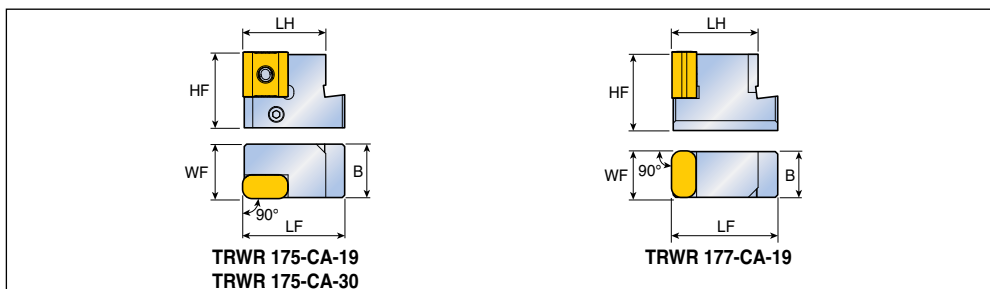 LH
HF
WF
B
90°
LF
TRWR 175-CA-19
TRWR 175-CA-30
LH
HF
WF
90°
B
LF
TRWR 177-CA-19